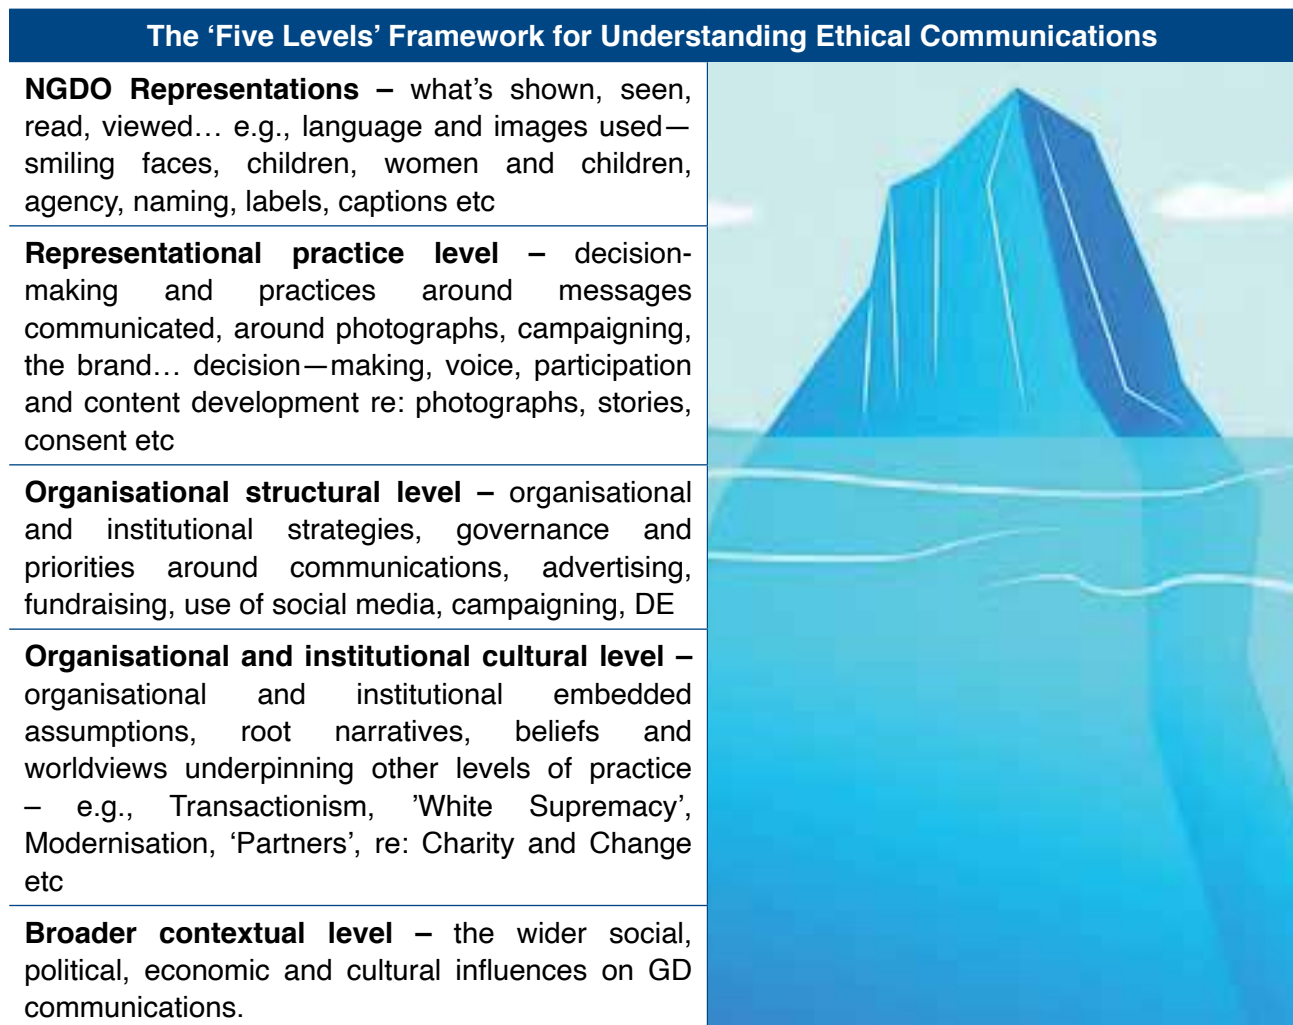 The ‘Five Levels’ Framework for Understanding Ethical Communications
NGDO Representations – what’s shown, seen,
read, viewed… e.g., language and images used—
smiling faces, children, women and children,
agency, naming, labels, captions etc
Representational practice level – decision-
making and practices around messages
communicated, around photographs, campaigning,
the brand… decision—making, voice, participation
and content development re: photographs, stories,
consent etc
Organisational structural level – organisational
and institutional strategies, governance and
priorities around communications, advertising,
fundraising, use of social media, campaigning, DE
Organisational and institutional cultural level –
organisational and institutional embedded
assumptions, root narratives, beliefs and
worldviews underpinning other levels of practice
– e.g., Transactionism, ’White Supremacy’,
Modernisation, ‘Partners’, re: Charity and Change
etc
Broader contextual level – the wider social,
political, economic and cultural influences on GD
communications.